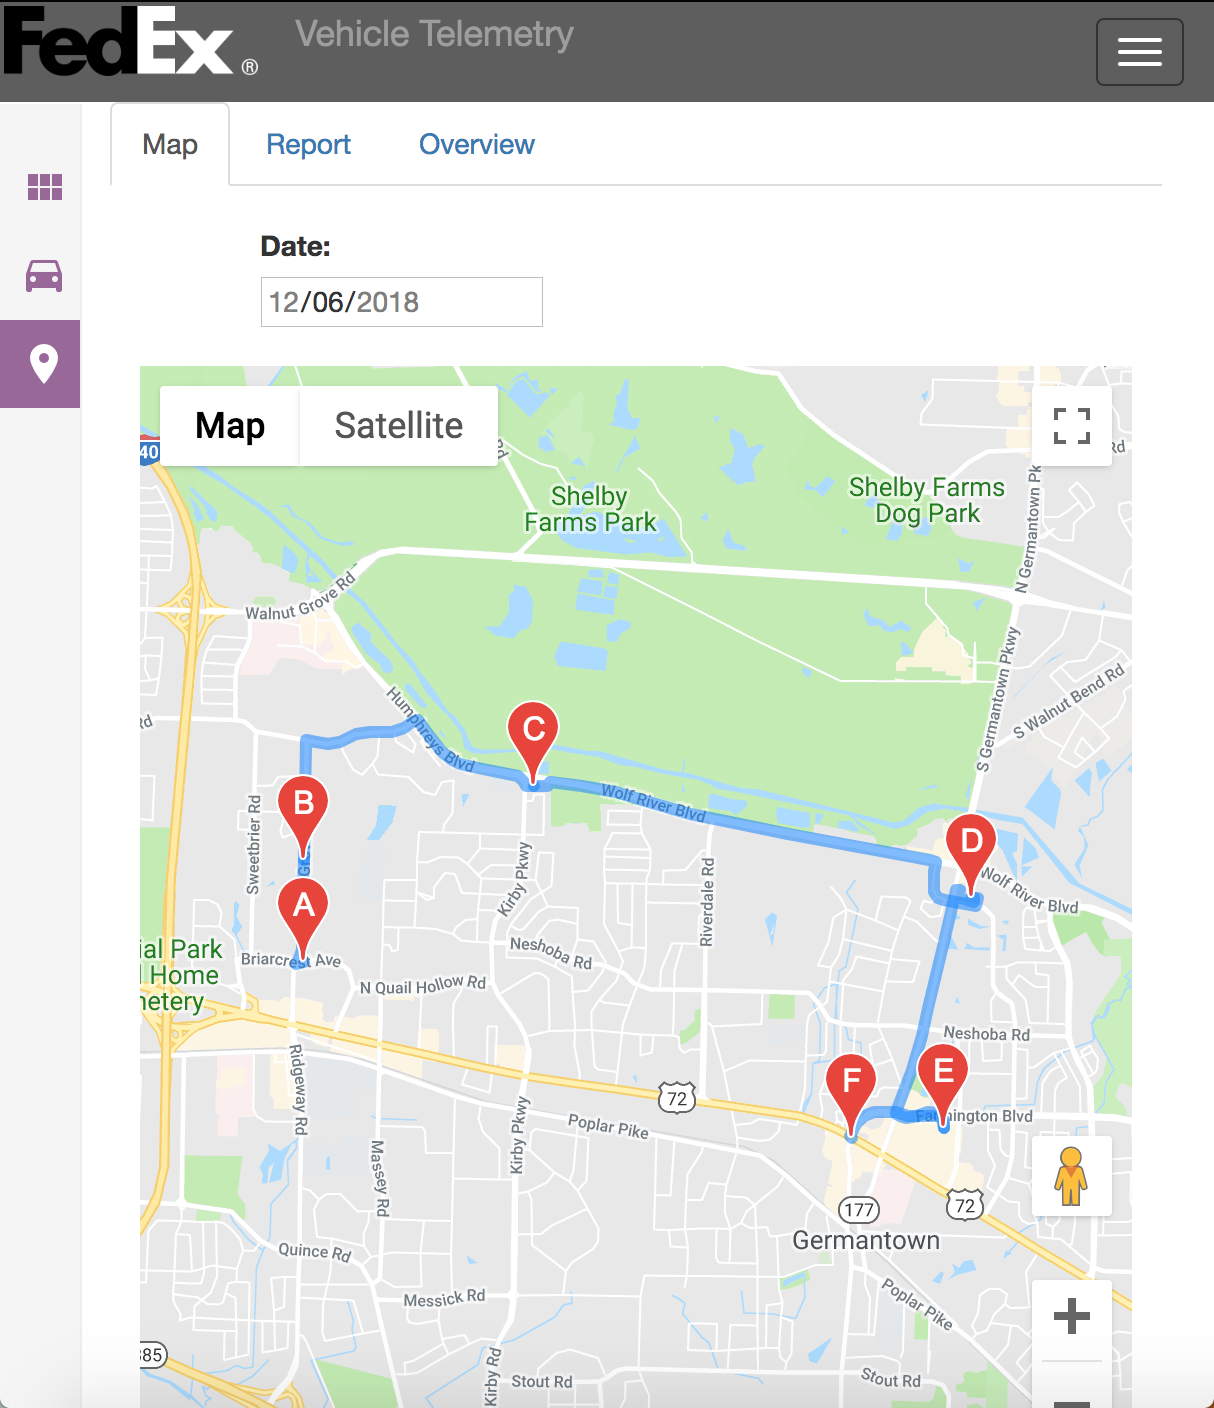 FedEx®
Vehicle Telemetry
Map
Report
Overview
Date:
12/06/2018
Map
Satellite
40
Rd
Rd
Shelby
Farms Park
Shelby Farms
Dog Park
N Germantown Pk
Walnut Grove Rd
S Germantown Pkwy
S Walnut Bend Rd
Rd
Humphreys Blvd
C
B
Wolf River Blvd
D
Sweetbrier Rd
Kirby Pkwy
Riverdale Rd
Wolf River Blvd
A
Briarcrest Ave
Neshoba Rd
ial Park
Home
netery
N Quail Hollow Rd
Neshoba Rd
Ridgeway Rd
72
F
E
Farmington Blvd
Poplar Pike
Kirby Pkwy
Massey Rd
177
72
Germantown
Quince Rd
Messick Rd
Poplar Pike
385
Kirby Rd
Stout Rd
Stout Rd